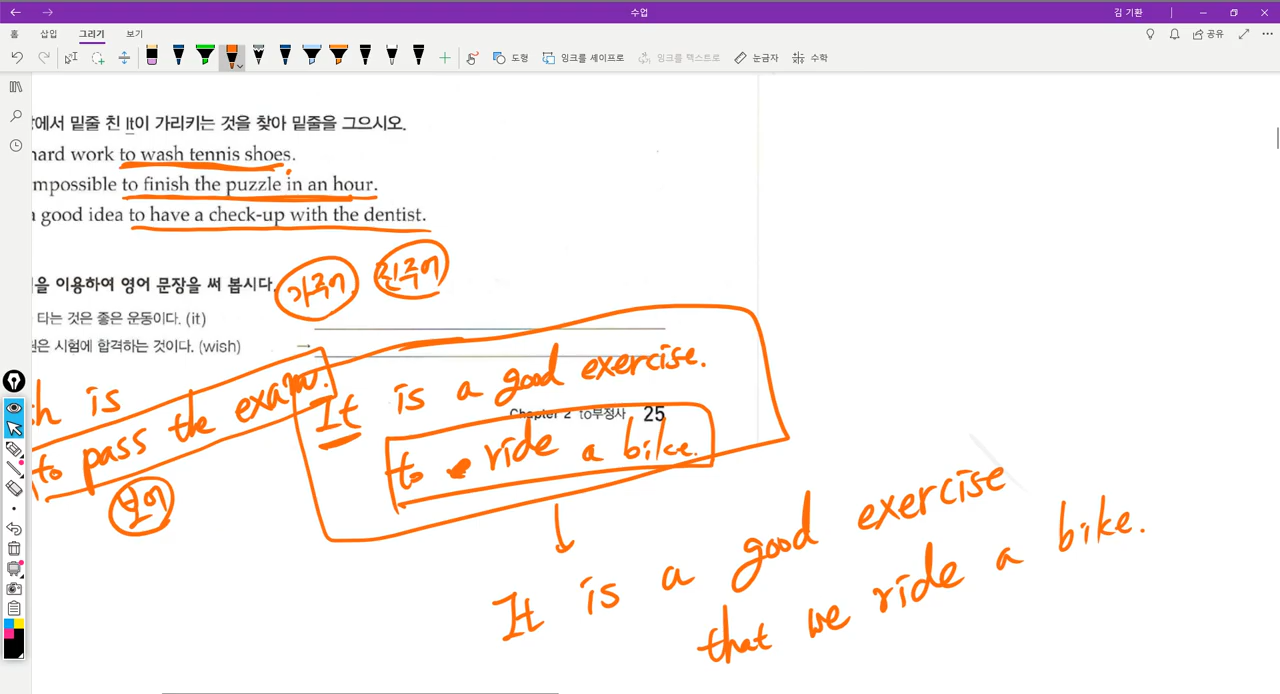 수업
김 기환
홈 삽입 그리기 보기
공유
도형
잉크를 셰이프로
잉크를 텍스트로
눈금자
수학
에서 밑줄 친 It이 가리키는 것을 찾아 밑줄을 그으시오.
hard work to wash tennis shoes.
mpossible to finish the puzzle in an hour.
a good idea to have a check-up with the dentist.
가주어 진주어
을 이용하여 영어 문장을 써 봅시다.
타는 것은 좋은 운동이다. (it)
은 시험에 합격하는 것이다. (wish) →
h is
to pass the exam.
보어
It is a good exercise.
Chapter 2 to부정사 25
to ride a bike.
It is a good exercise
that we ride a bike.